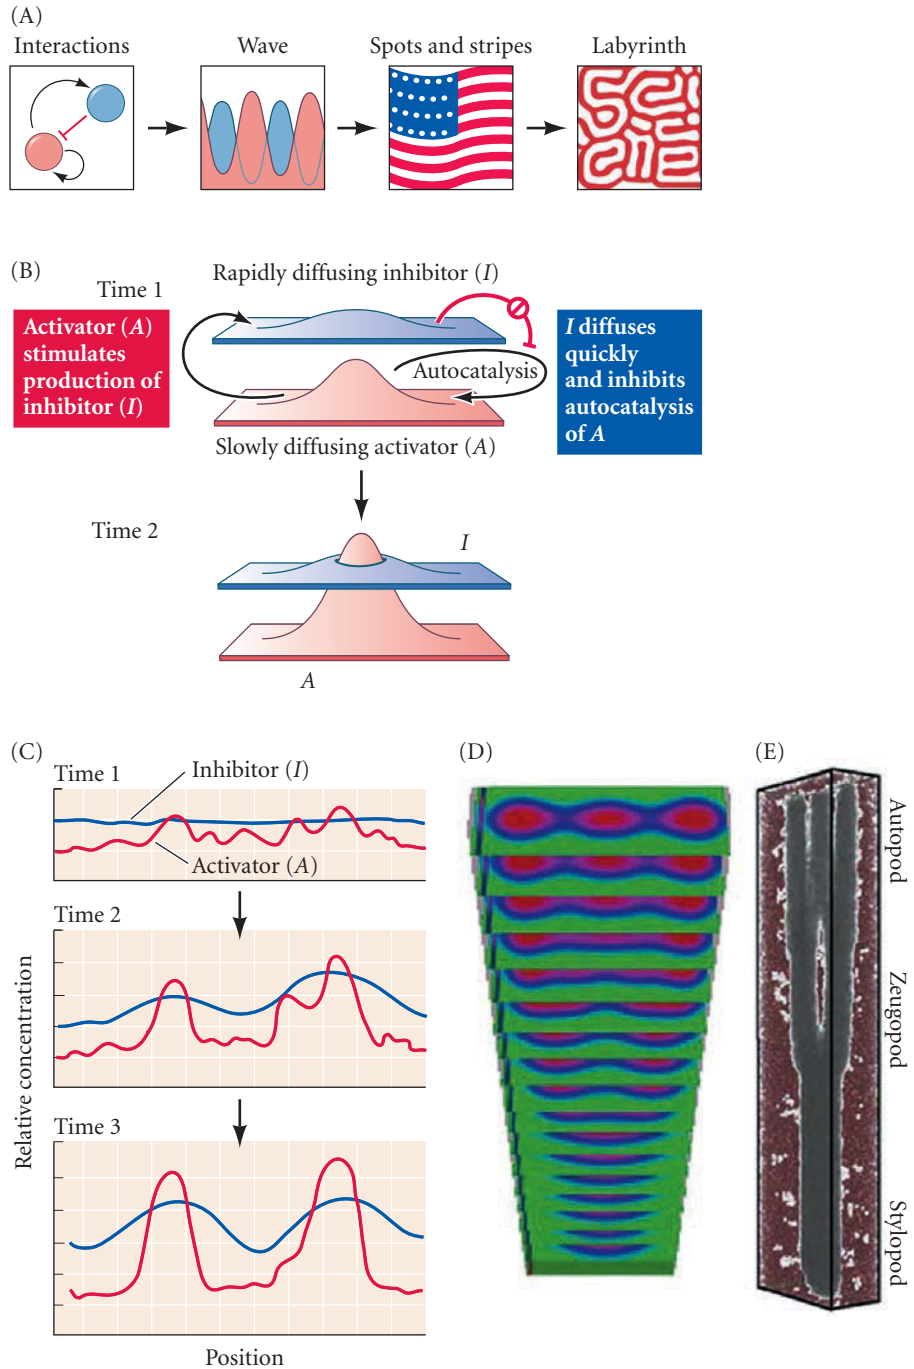 (A)
Interactions
Wave
Spots and stripes
Labyrinth
(B)
Time 1
Rapidly diffusing inhibitor (I)
Activator (A)
stimulates
production of
inhibitor (I)
Autocatalysis
I diffuses
quickly
and inhibits
autocatalysis
of A
Slowly diffusing activator (A)
Time 2
I
A
(C)
Time 1
Inhibitor (I)
Activator (A)
Time 2
Time 3
Relative concentration
Position
(D)
(E)
Autopod
Zeugopod
Stylopod